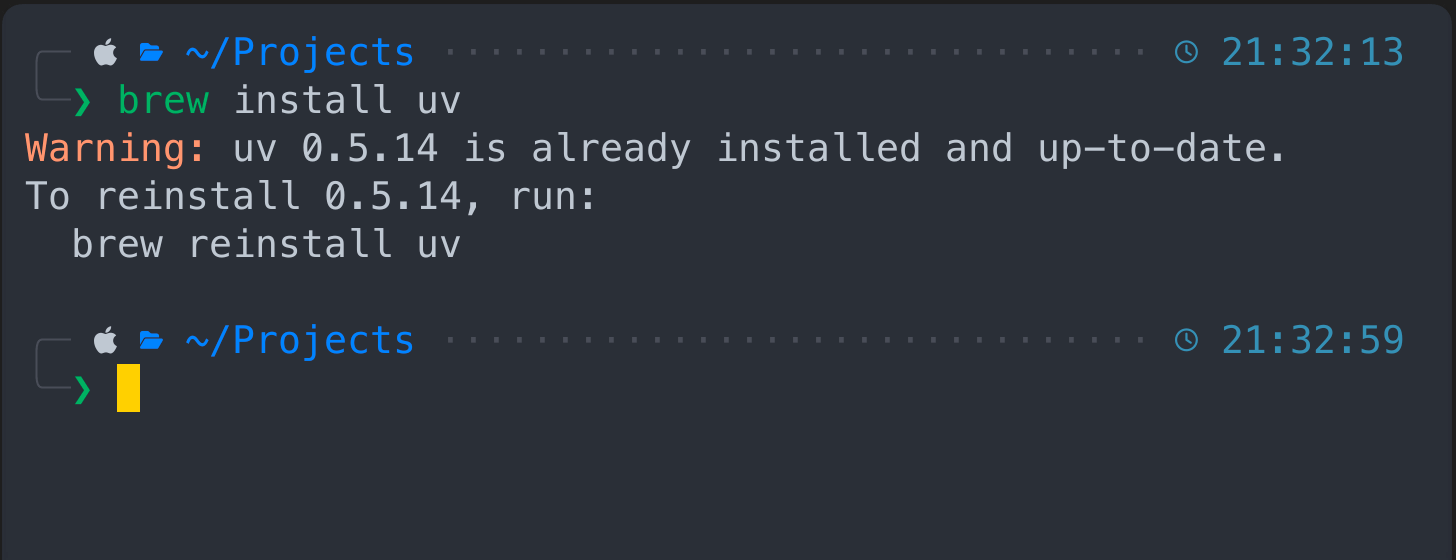 ~/Projects ······························· 21:32:13
❯ brew install uv
Warning: uv 0.5.14 is already installed and up-to-date.
To reinstall 0.5.14, run:
  brew reinstall uv
~/Projects ······························· 21:32:59
❯